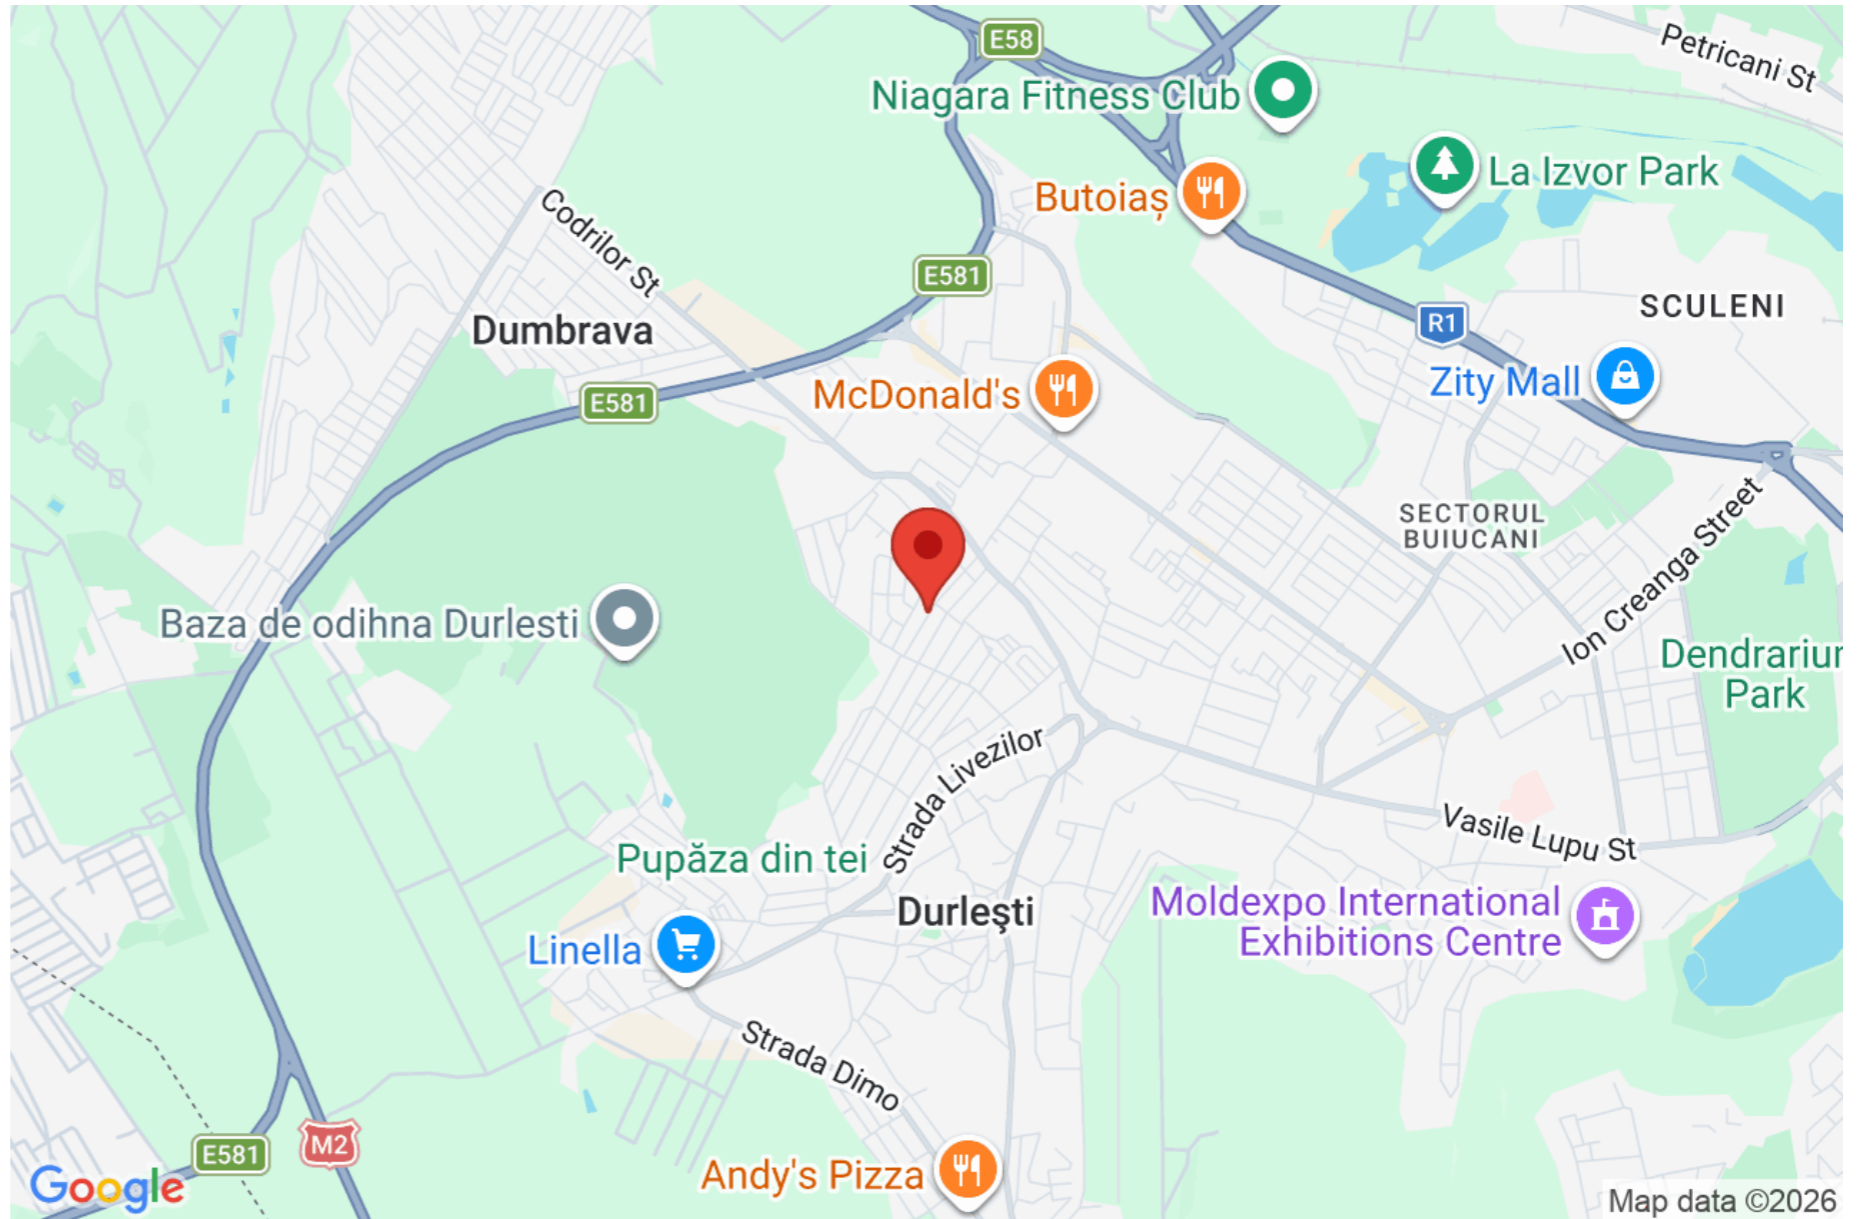 Petricani St
E58
Niagara Fitness Club
La Izvor Park
Butoiaș
Codrilor St
E581
SCULENI
R1
Dumbrava
Zity Mall
McDonald's
E581
SECTORUL
BUIUCANI
Ion Creanga Street
Baza de odihna Durlesti
Dendrariur
Park
Strada Livezilor
Vasile Lupu St
Pupăza din tei
Durleşti
Moldexpo International
Exhibitions Centre
Linella
Strada Dimo
E581
M2
Andy's Pizza
Google
Map data ©2026